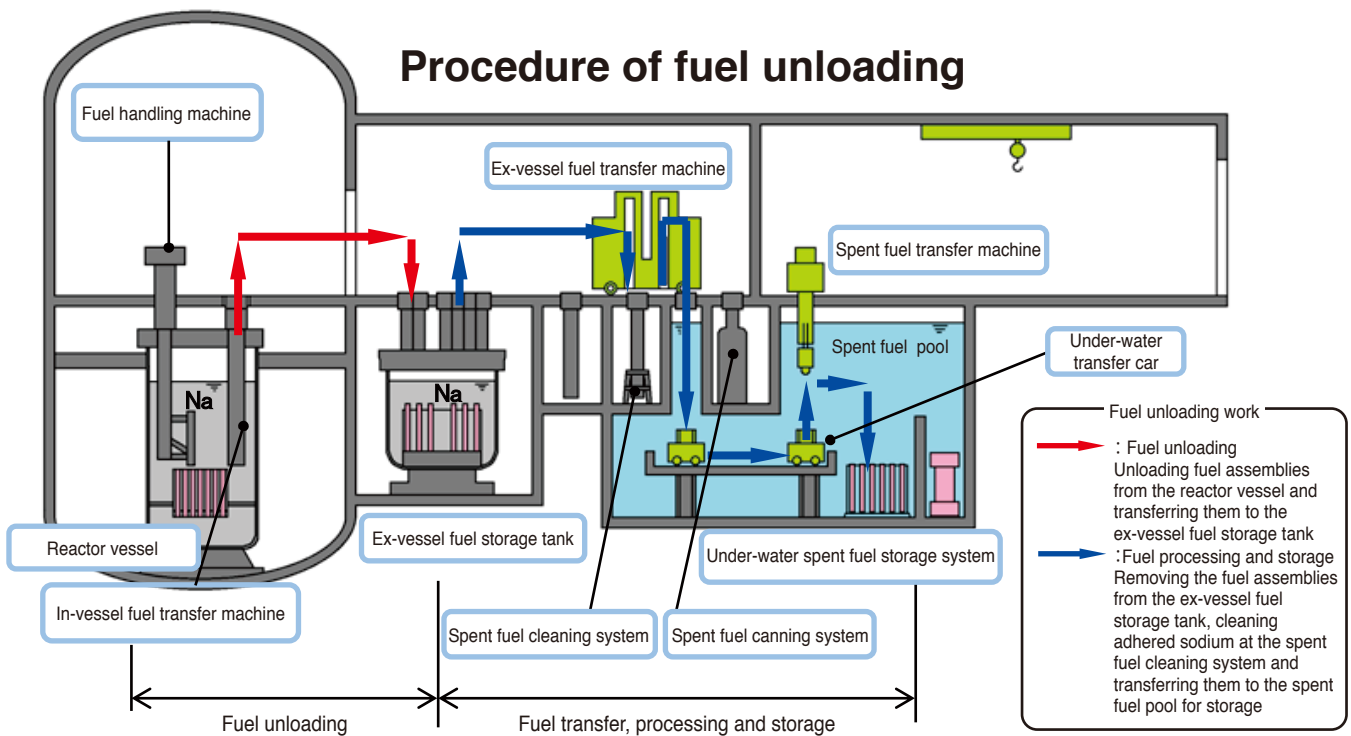 Procedure of fuel unloading
Fuel handling machine
Ex-vessel fuel transfer machine
Spent fuel transfer machine
Spent fuel pool
Under-water
transfer car
Na
Na
Reactor vessel
Ex-vessel fuel storage tank
Under-water spent fuel storage system
In-vessel fuel transfer machine
Spent fuel cleaning system
Spent fuel canning system
Fuel unloading
Fuel transfer, processing and storage
Fuel unloading work
: Fuel unloading
Unloading fuel assemblies
from the reactor vessel and
transferring them to the
ex-vessel fuel storage tank
:Fuel processing and storage
Removing the fuel assemblies
from the ex-vessel fuel
storage tank, cleaning
adhered sodium at the spent
fuel cleaning system and
transferring them to the spent
fuel pool for storage